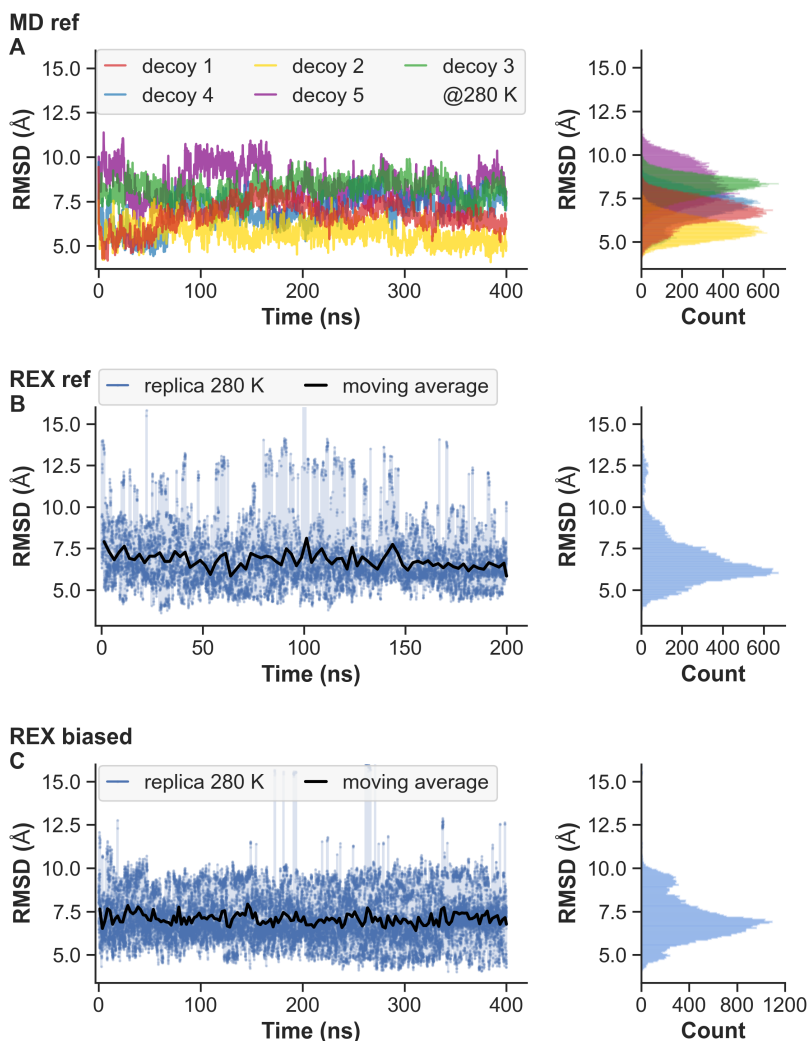 MD ref
A
decoy 1 decoy 2 decoy 3
decoy 4 decoy 5 @280 K
RMSD (Å)
15.0
12.5
10.0
7.5
5.0
0 100 200 300 400
Time (ns)
RMSD (Å)
15.0
12.5
10.0
7.5
5.0
0 200 400 600
Count
REX ref
B
replica 280 K moving average
RMSD (Å)
15.0
12.5
10.0
7.5
5.0
0 50 100 150 200
Time (ns)
RMSD (Å)
15.0
12.5
10.0
7.5
5.0
0 200 400 600
Count
REX biased
C
replica 280 K moving average
RMSD (Å)
15.0
12.5
10.0
7.5
5.0
0 100 200 300 400
Time (ns)
RMSD (Å)
15.0
12.5
10.0
7.5
5.0
0 400 800 1200
Count